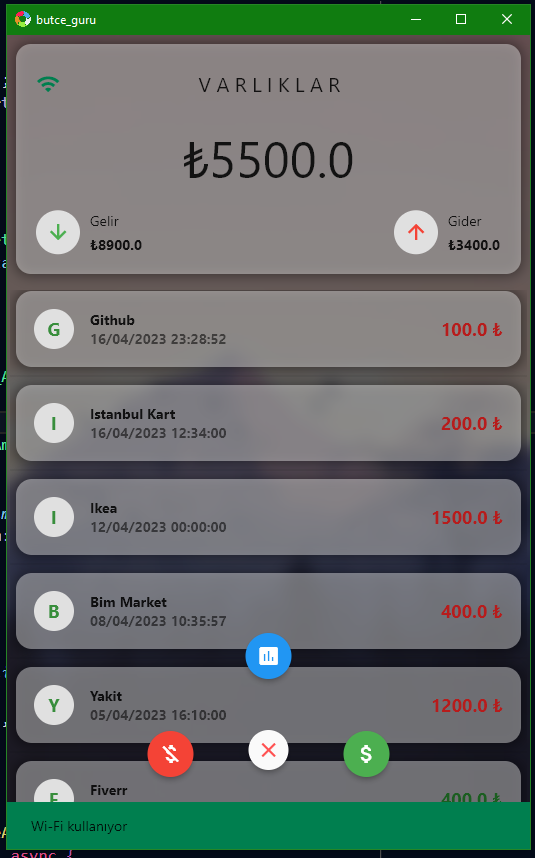 butce_guru
VARLIKLAR
₺5500.0
Gelir
₺8900.0
Gider
₺3400.0
G
Github
16/04/2023 23:28:52
100.0 ₺
I
Istanbul Kart
16/04/2023 12:34:00
200.0 ₺
I
Ikea
12/04/2023 00:00:00
1500.0 ₺
B
Bim Market
08/04/2023 10:35:57
400.0 ₺
Y
Yakit
05/04/2023 16:10:00
1200.0 ₺
F
Fiverr
400.0 ₺
Wi-Fi kullanıyor
async {